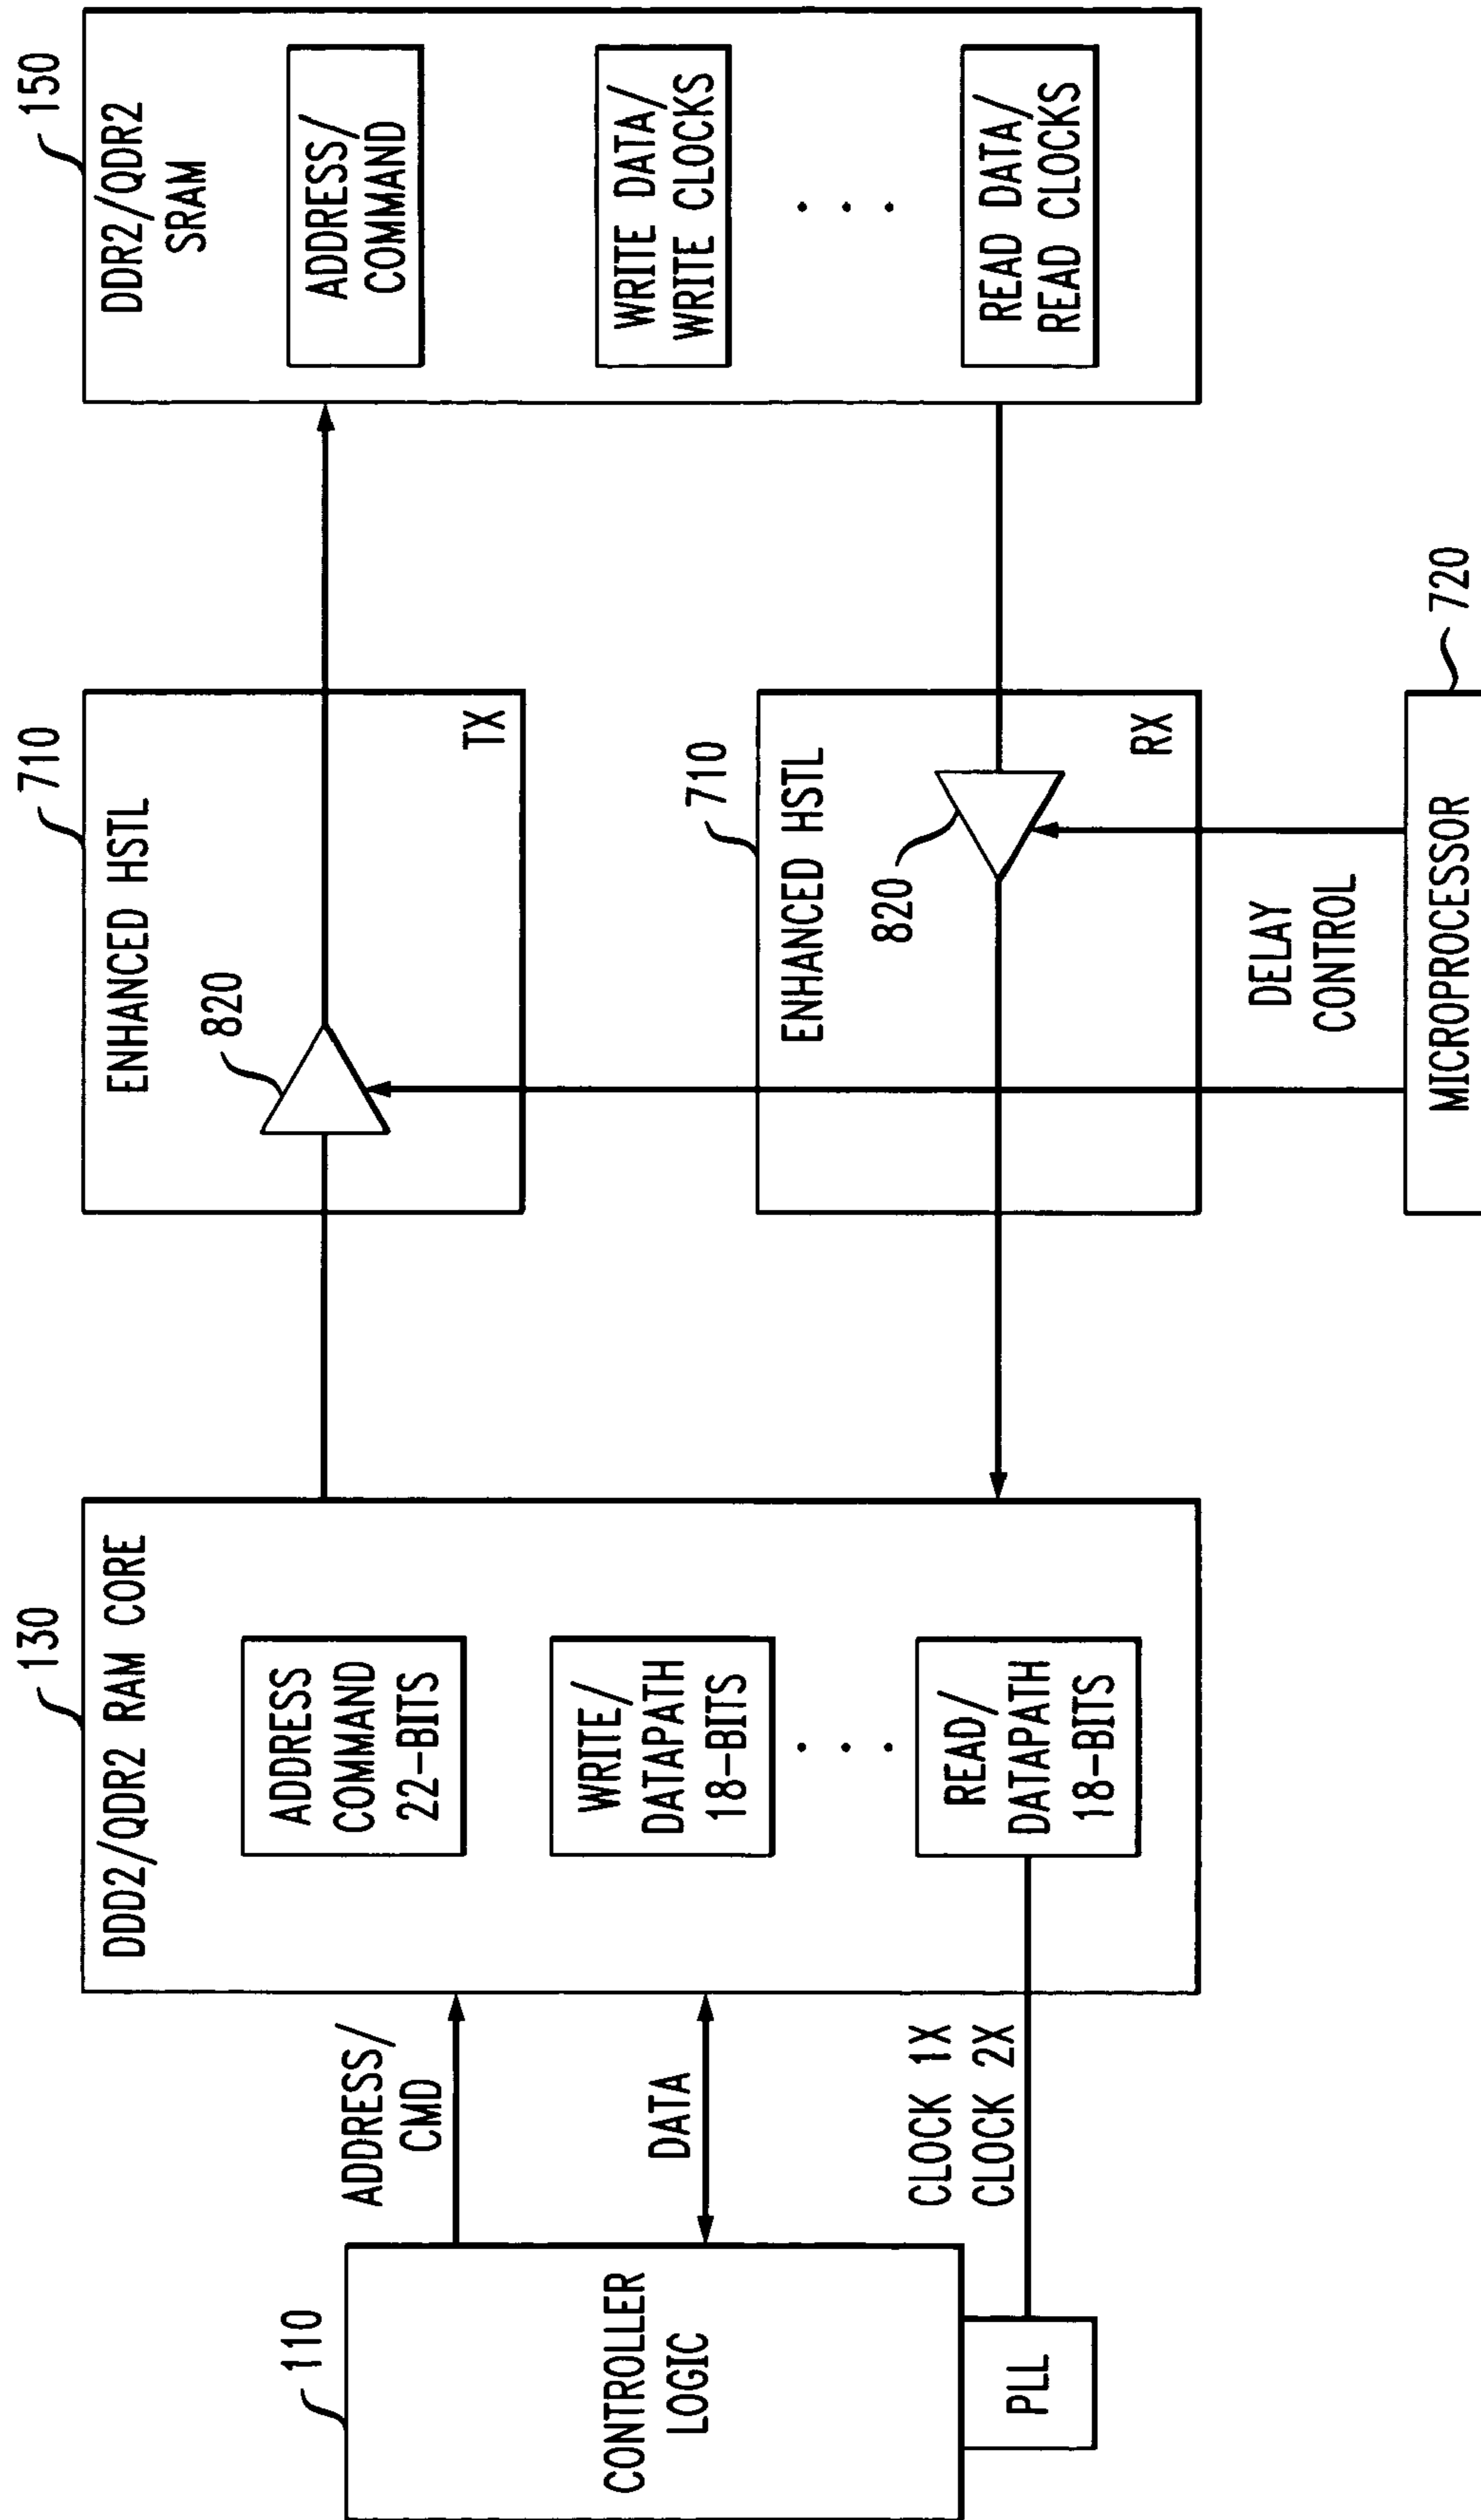 110
CONTROLLER
LOGIC
PLL
ADDRESS/
CMD
DATA
CLOCK 1X
CLOCK 2X
130
DDD2/QDR2 RAM CORE
ADDRESS
COMMAND
22-BITS
WRITE/
DATAPATH
18-BITS
READ/
DATAPATH
18-BITS
710
ENHANCED HSTL
820
TX
710
ENHANCED HSTL
820
RX
DELAY
CONTROL
720
MICROPROCESSOR
150
DDR2/QDR2
SRAM
ADDRESS/
COMMAND
WRITE DATA/
WRITE CLOCKS
READ DATA/
READ CLOCKS